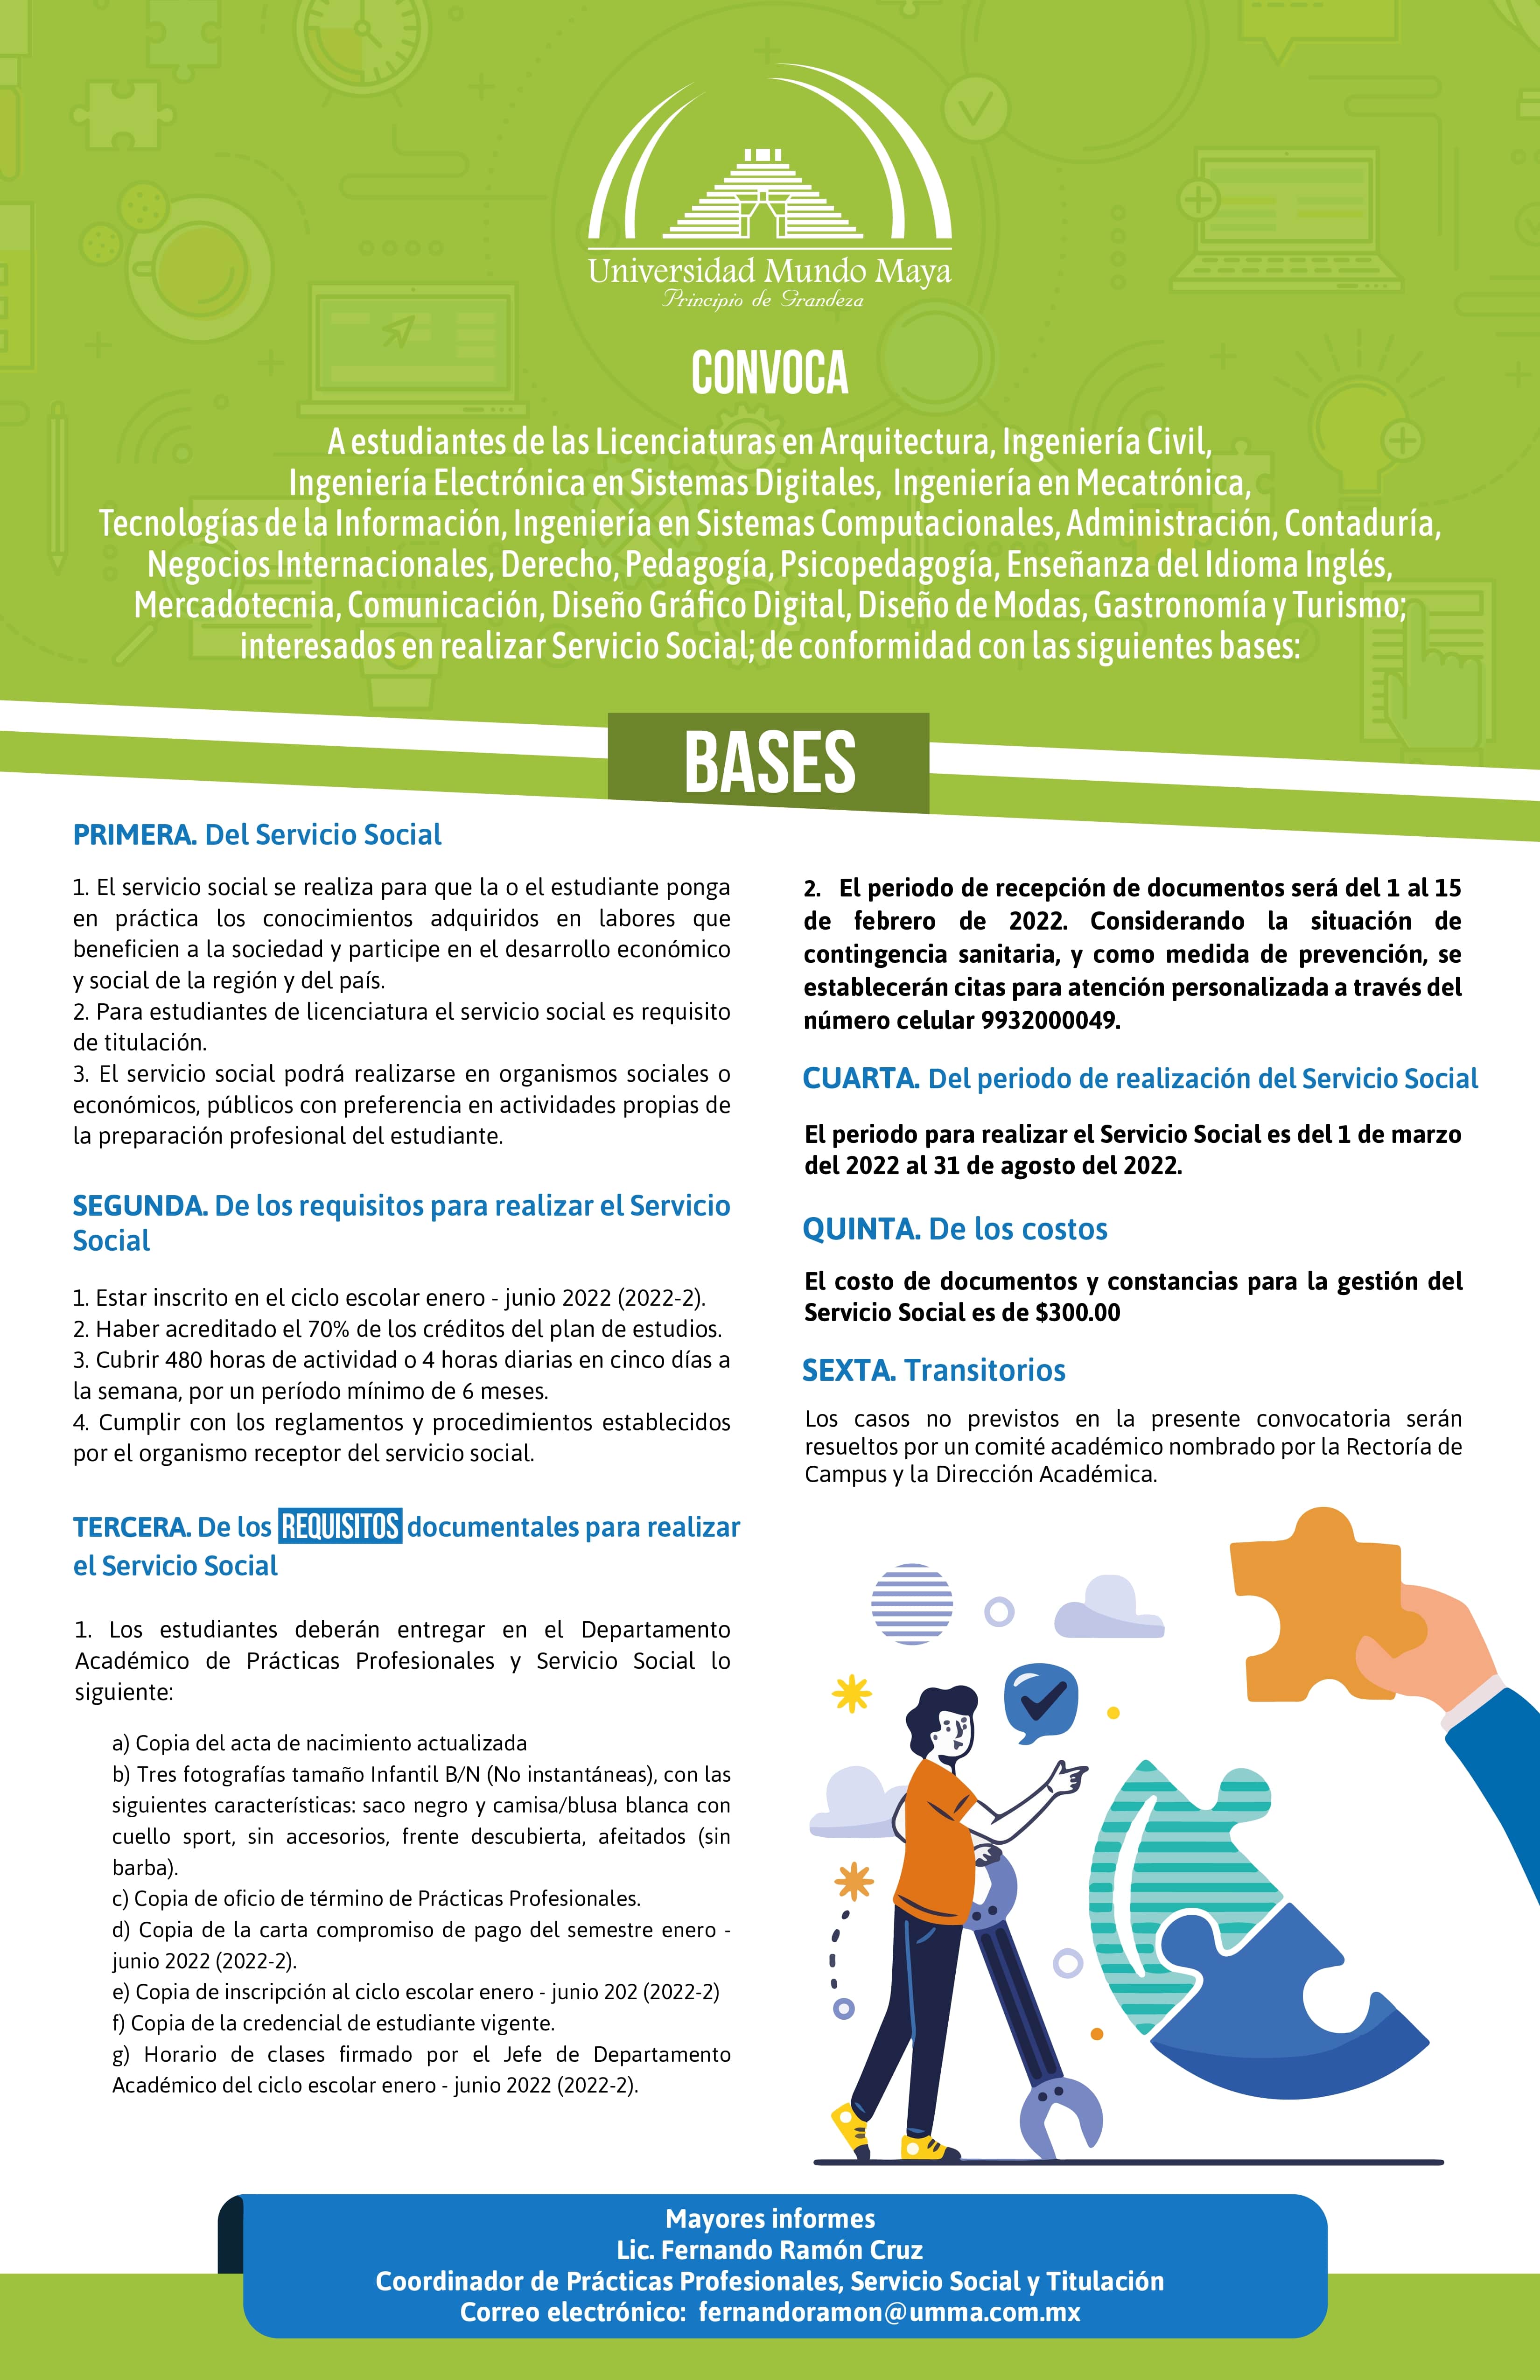 Universidad Mundo Maya
Principio de Grandeza
CONVOCA
A estudiantes de las Licenciaturas en Arquitectura, Ingeniería Civil,
Ingeniería Electrónica en Sistemas Digitales, Ingeniería en Mecatrónica,
Tecnologías de la Información, Ingeniería en Sistemas Computacionales, Administración, Contaduría,
Negocios Internacionales, Derecho, Pedagogía, Psicopedagogía, Enseñanza del Idioma Inglés,
Mercadotecnia, Comunicación, Diseño Gráfico Digital, Diseño de Modas, Gastronomía y Turismo;
interesados en realizar Servicio Social; de conformidad con las siguientes bases:
BASES
PRIMERA. Del Servicio Social
1. El servicio social se realiza para que la o el estudiante ponga
en práctica los conocimientos adquiridos en labores que
beneficien a la sociedad y participe en el desarrollo económico
y social de la región y del país.
2. Para estudiantes de licenciatura el servicio social es requisito
de titulación.
3. El servicio social podrá realizarse en organismos sociales o
económicos, públicos con preferencia en actividades propias de
la preparación profesional del estudiante.
SEGUNDA. De los requisitos para realizar el Servicio
Social
1. Estar inscrito en el ciclo escolar enero - junio 2022 (2022-2).
2. Haber acreditado el 70% de los créditos del plan de estudios.
3. Cubrir 480 horas de actividad o 4 horas diarias en cinco días a
la semana, por un período mínimo de 6 meses.
4. Cumplir con los reglamentos y procedimientos establecidos
por el organismo receptor del servicio social.
TERCERA. De los REQUISITOS documentales para realizar
el Servicio Social
1. Los estudiantes deberán entregar en el Departamento
Académico de Prácticas Profesionales y Servicio Social lo
siguiente:
a) Copia del acta de nacimiento actualizada
b) Tres fotografías tamaño Infantil B/N (No instantáneas), con las
siguientes características: saco negro y camisa/blusa blanca con
cuello sport, sin accesorios, frente descubierta, afeitados (sin
barba).
c) Copia de oficio de término de Prácticas Profesionales.
d) Copia de la carta compromiso de pago del semestre enero -
junio 2022 (2022-2).
e) Copia de inscripción al ciclo escolar enero - junio 202 (2022-2)
f) Copia de la credencial de estudiante vigente.
g) Horario de clases firmado por el Jefe de Departamento
Académico del ciclo escolar enero - junio 2022 (2022-2).
2. El periodo de recepción de documentos será del 1 al 15
de febrero de 2022. Considerando la situación de
contingencia sanitaria, y como medida de prevención, se
establecerán citas para atención personalizada a través del
número celular 9932000049.
CUARTA. Del periodo de realización del Servicio Social
El periodo para realizar el Servicio Social es del 1 de marzo
del 2022 al 31 de agosto del 2022.
QUINTA. De los costos
El costo de documentos y constancias para la gestión del
Servicio Social es de $300.00
SEXTA. Transitorios
Los casos no previstos en la presente convocatoria serán
resueltos por un comité académico nombrado por la Rectoría de
Campus y la Dirección Académica.
Mayores informes
Lic. Fernando Ramón Cruz
Coordinador de Prácticas Profesionales, Servicio Social y Titulación
Correo electrónico: fernandoramon@umma.com.mx